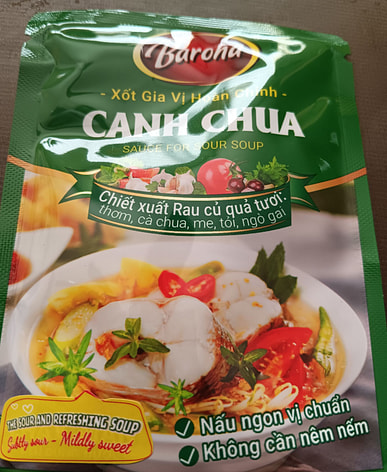 Barona
- Xốt Gia Vị Hoàn Chỉnh -
CANH CHUA
SAUCE FOR SOUR SOUP
Chiết xuất Rau củ quả tươi:
thơm, cà chua, me, tỏi, ngò gai
THE SOUR AND REFRESHING SOUP
Subtly sour - Mildly sweet
Nấu ngon vị chuẩn
Không cần nêm nếm